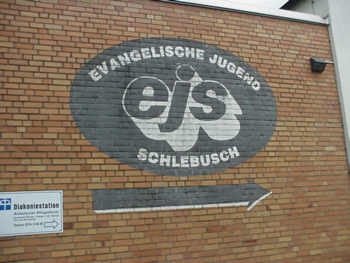 EVANGELISCHE JUGEND
ejs
SCHLEBUSCH
Diakoniestation